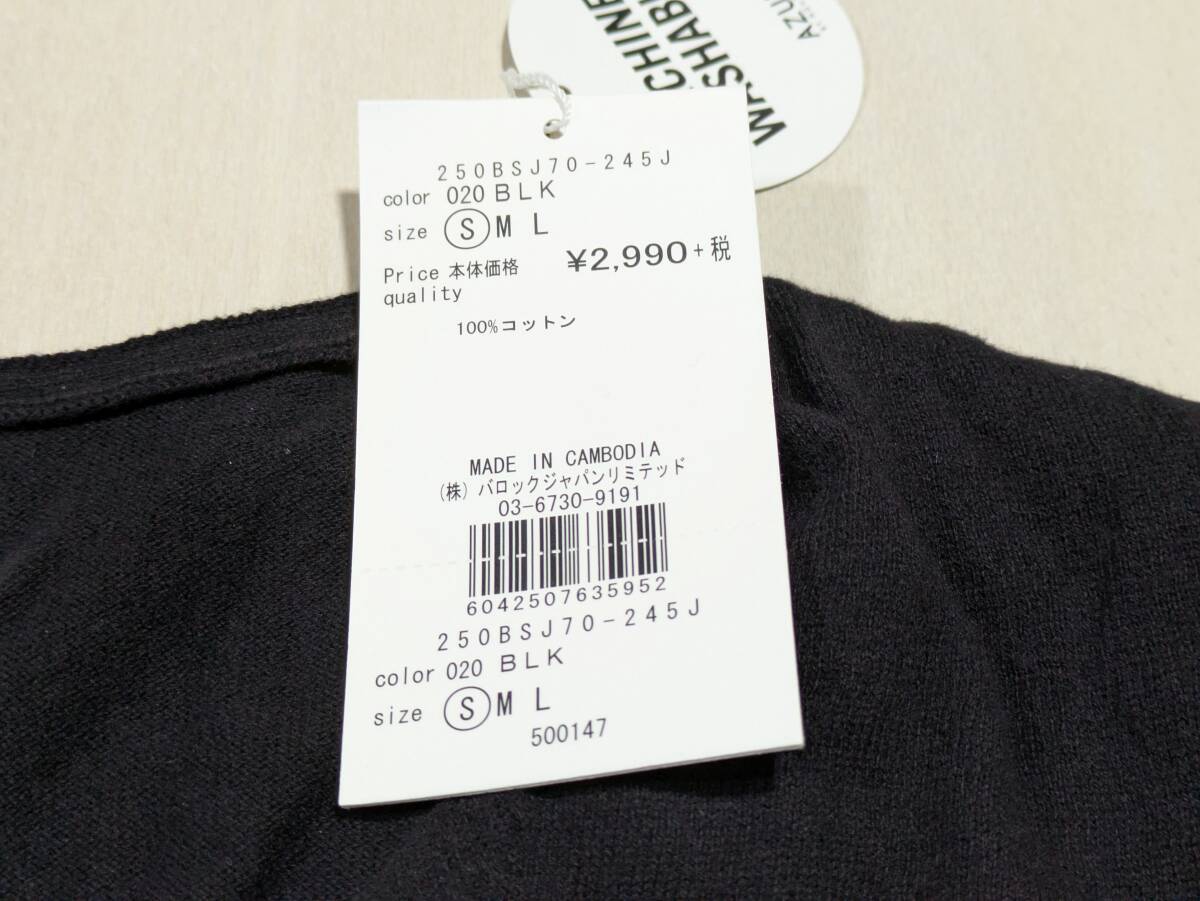 WASHABLE
250BSJ70-245J
color 020 BLK
size S M L
Price 本体価格 ¥2,990+税
quality
100%コットン
MADE IN CAMBODIA
(株)バロックジャパンリミテッド
03-6730-9191
6042507635952
250BSJ70-245J
color 020 BLK
size S M L
500147